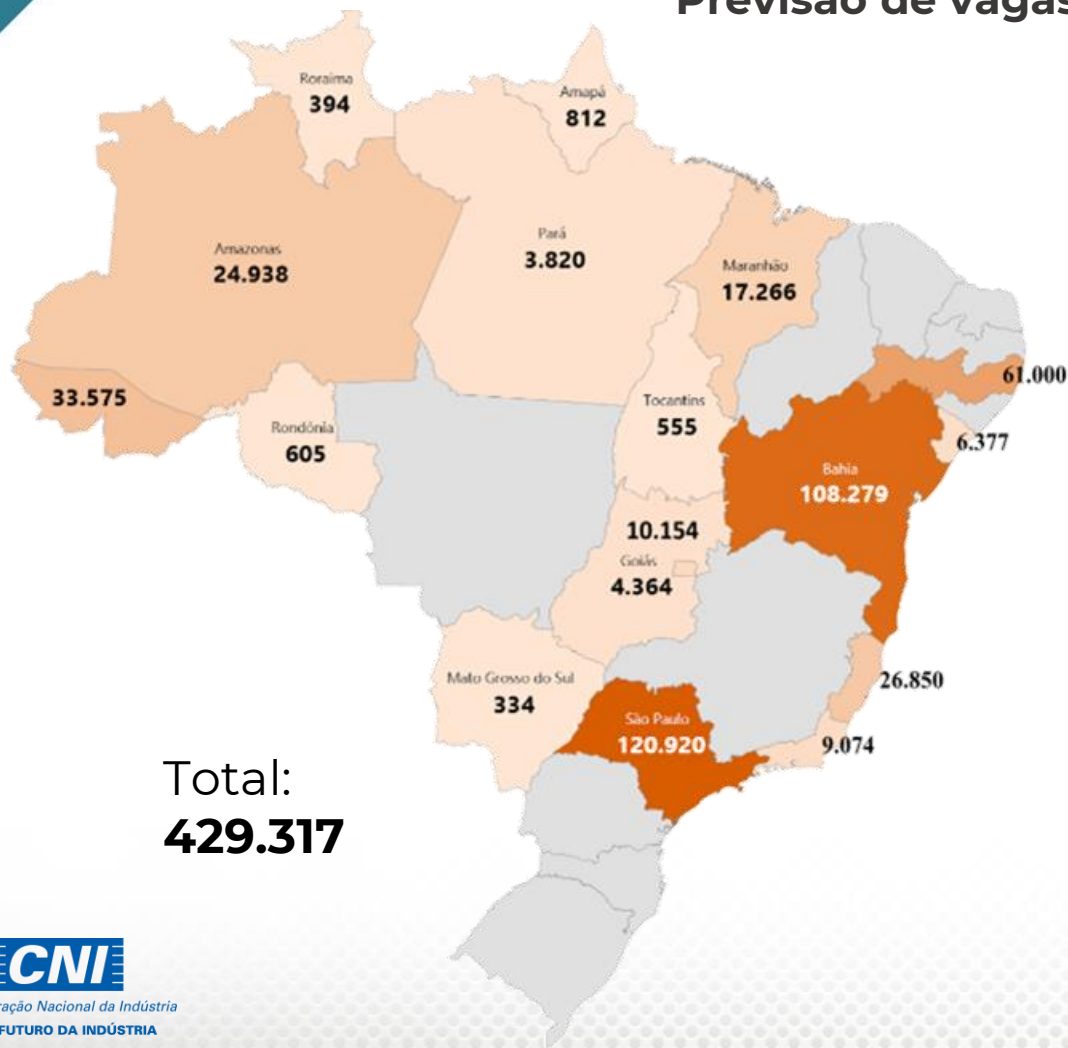 Previsão de vagas
Roraima
394
Amapá
812
Amazonas
24.938
Pará
3.820
Maranhão
17.266
33.575
Rondônia
605
Tocantins
555
61.000
6.377
Bahia
108.279
10.154
Goiás
4.364
Mato Grosso do Sul
334
26.850
São Paulo
120.920
9.074
Total:
429.317
CNI
ração Nacional da Indústria
FUTURO DA INDÚSTRIA